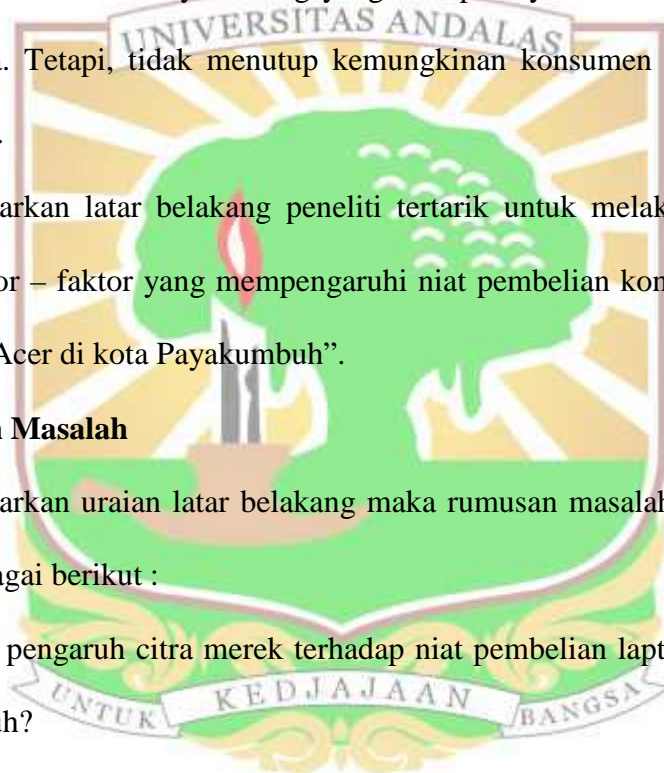 UNIVERSITAS ANDALAS
. Tetapi, tidak menutup kemungkinan konsumen
.
arkan latar belakang peneliti tertarik untuk melak
or – faktor yang mempengaruhi niat pembelian kon
Acer di kota Payakumbuh”.
Masalah
arkan uraian latar belakang maka rumusan masalah
agai berikut :
pengaruh citra merek terhadap niat pembelian lapt
uh?
UNTUK KEDJAJAAN BANGSA